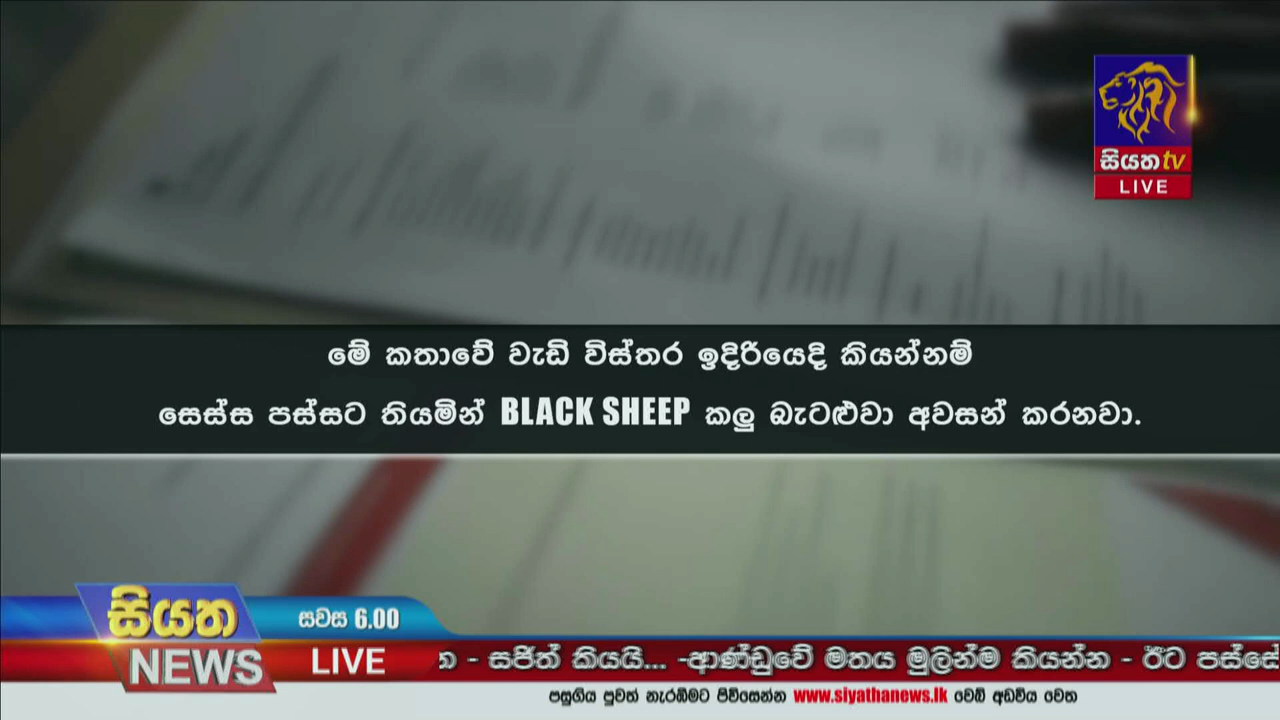 සියත tv
LIVE
මේ කතාවේ වැඩි විස්තර ඉදිරියෙදි කියන්නම්
සෙස්ස පස්සට තියමින් BLACK SHEEP කලු බැටළුවා අවසන් කරනවා.
සියත
NEWS
සවස 6.00
LIVE
න - සජිත් කියයි... -ආණ්ඩුවේ මතය මුලින්ම කියන්න - ඊට පස්සේ
පසුගිය පුවත් නැරඹීමට පිවිසෙන්න www.siyathanews.lk වෙබ් අඩවිය වෙත